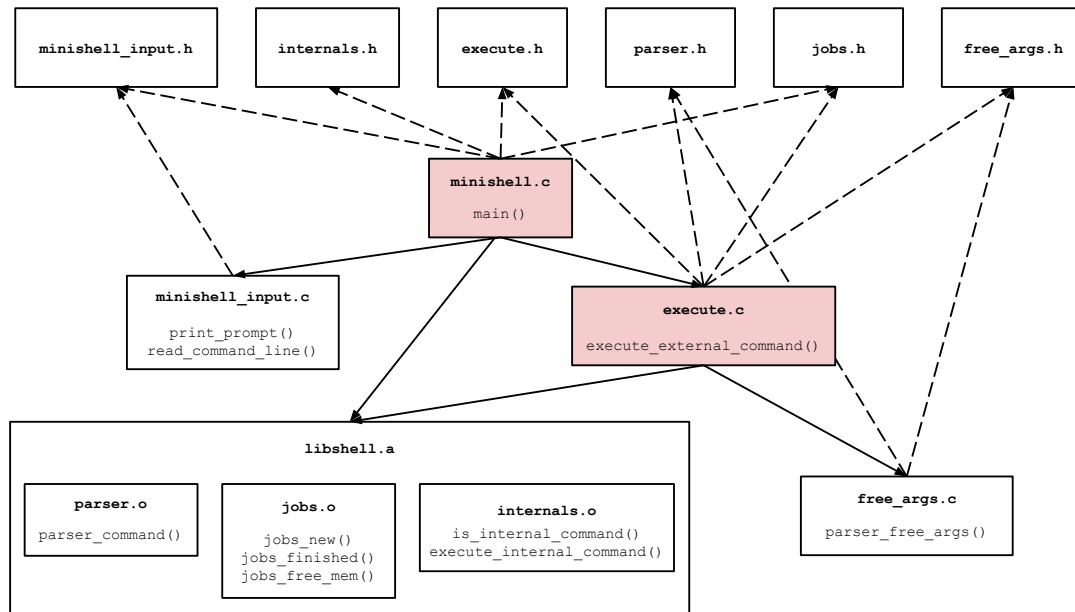 minishell_input.h
internals.h
execute.h
parser.h
jobs.h
free_args.h
minishell.c
main()
minishell_input.c
print_prompt()
read_command_line()
execute.c
execute_external_command()
libshell.a
parser.o
parser_command()
jobs.o
jobs_new()
jobs_finished()
jobs_free_mem()
internals.o
is_internal_command()
execute_internal_command()
free_args.c
parser_free_args()